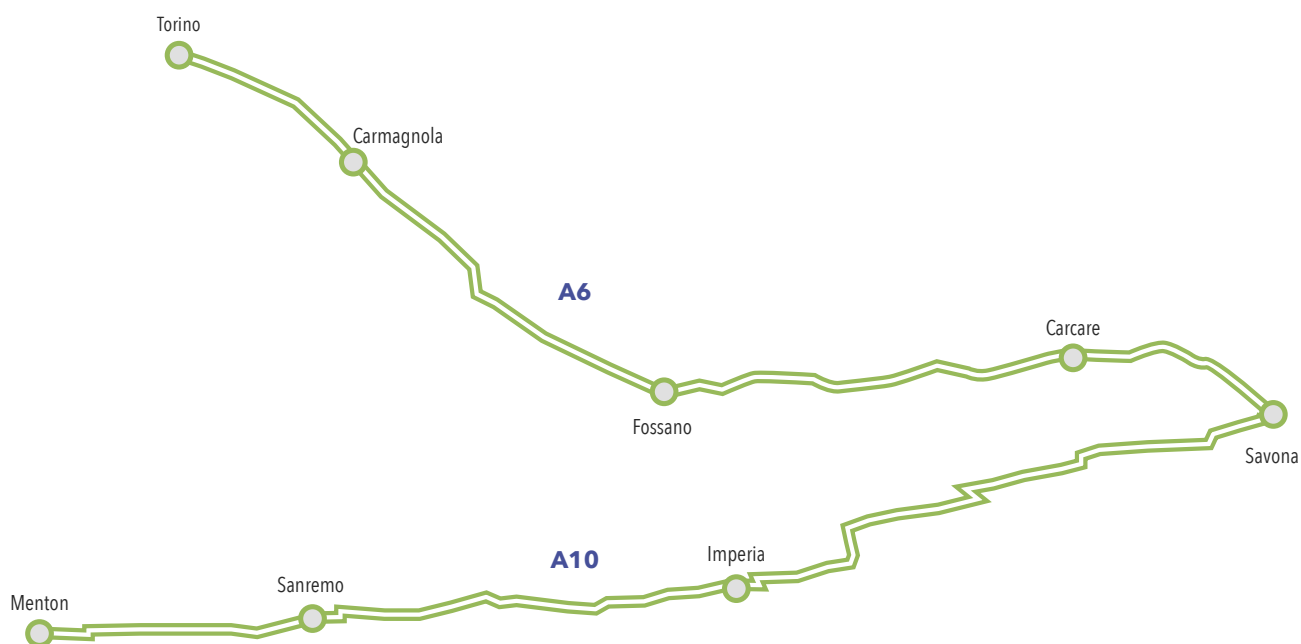 Torino
Carmagnola
A6
Carcare
Fossano
Savona
A10
Imperia
Sanremo
Menton